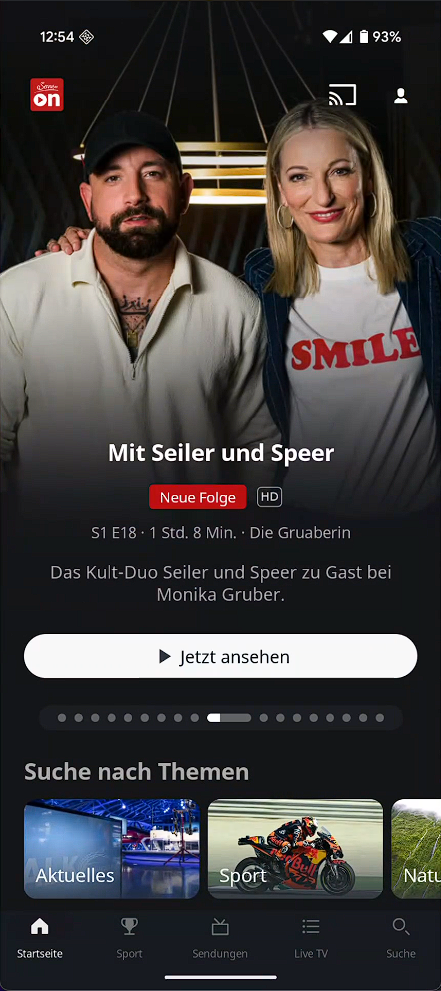 12:54
93%
Servus
on
SMILE
Mit Seiler und Speer
Neue Folge
HD
S1 E18 · 1 Std. 8 Min. · Die Gruaberin
Das Kult-Duo Seiler und Speer zu Gast bei
Monika Gruber.
Jetzt ansehen
Suche nach Themen
Aktuelles
Sport
Natu
Startseite
Sport
Sendungen
Live TV
Suche